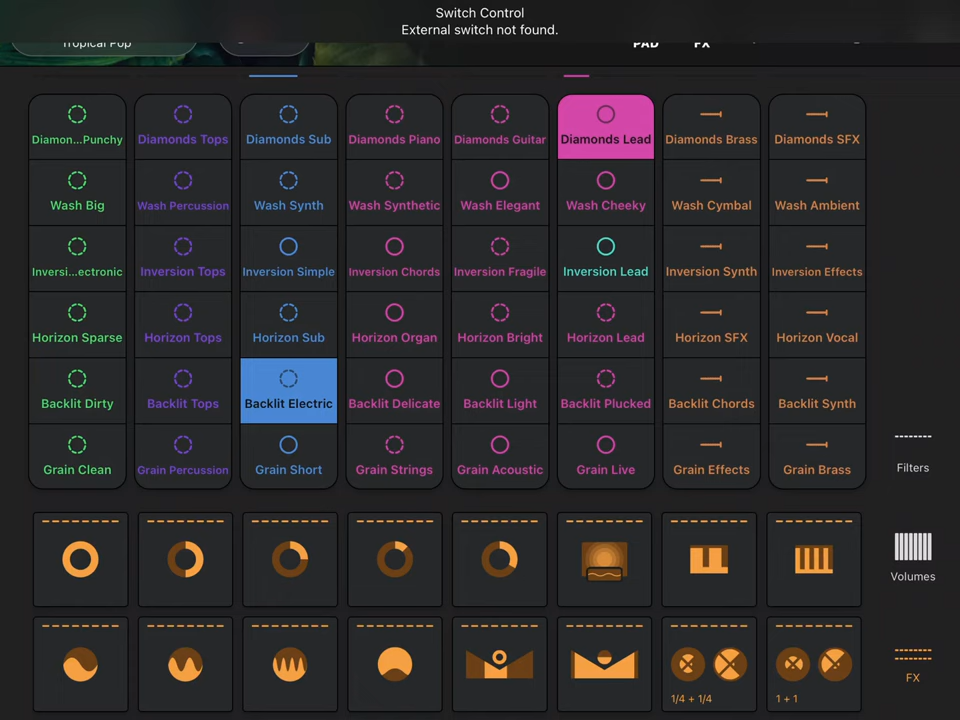 Switch Control
External switch not found.
Tropical Pop
PAD
FX
Diamon...Punchy
Diamonds Tops
Diamonds Sub
Diamonds Piano
Diamonds Guitar
Diamonds Lead
Diamonds Brass
Diamonds SFX
Wash Big
Wash Percussion
Wash Synth
Wash Synthetic
Wash Elegant
Wash Cheeky
Wash Cymbal
Wash Ambient
Inversi...ectronic
Inversion Tops
Inversion Simple
Inversion Chords
Inversion Fragile
Inversion Lead
Inversion Synth
Inversion Effects
Horizon Sparse
Horizon Tops
Horizon Sub
Horizon Organ
Horizon Bright
Horizon Lead
Horizon SFX
Horizon Vocal
Backlit Dirty
Backlit Tops
Backlit Electric
Backlit Delicate
Backlit Light
Backlit Plucked
Backlit Chords
Backlit Synth
Grain Clean
Grain Percussion
Grain Short
Grain Strings
Grain Acoustic
Grain Live
Grain Effects
Grain Brass
Filters
Volumes
FX
1/4 + 1/4
1 + 1